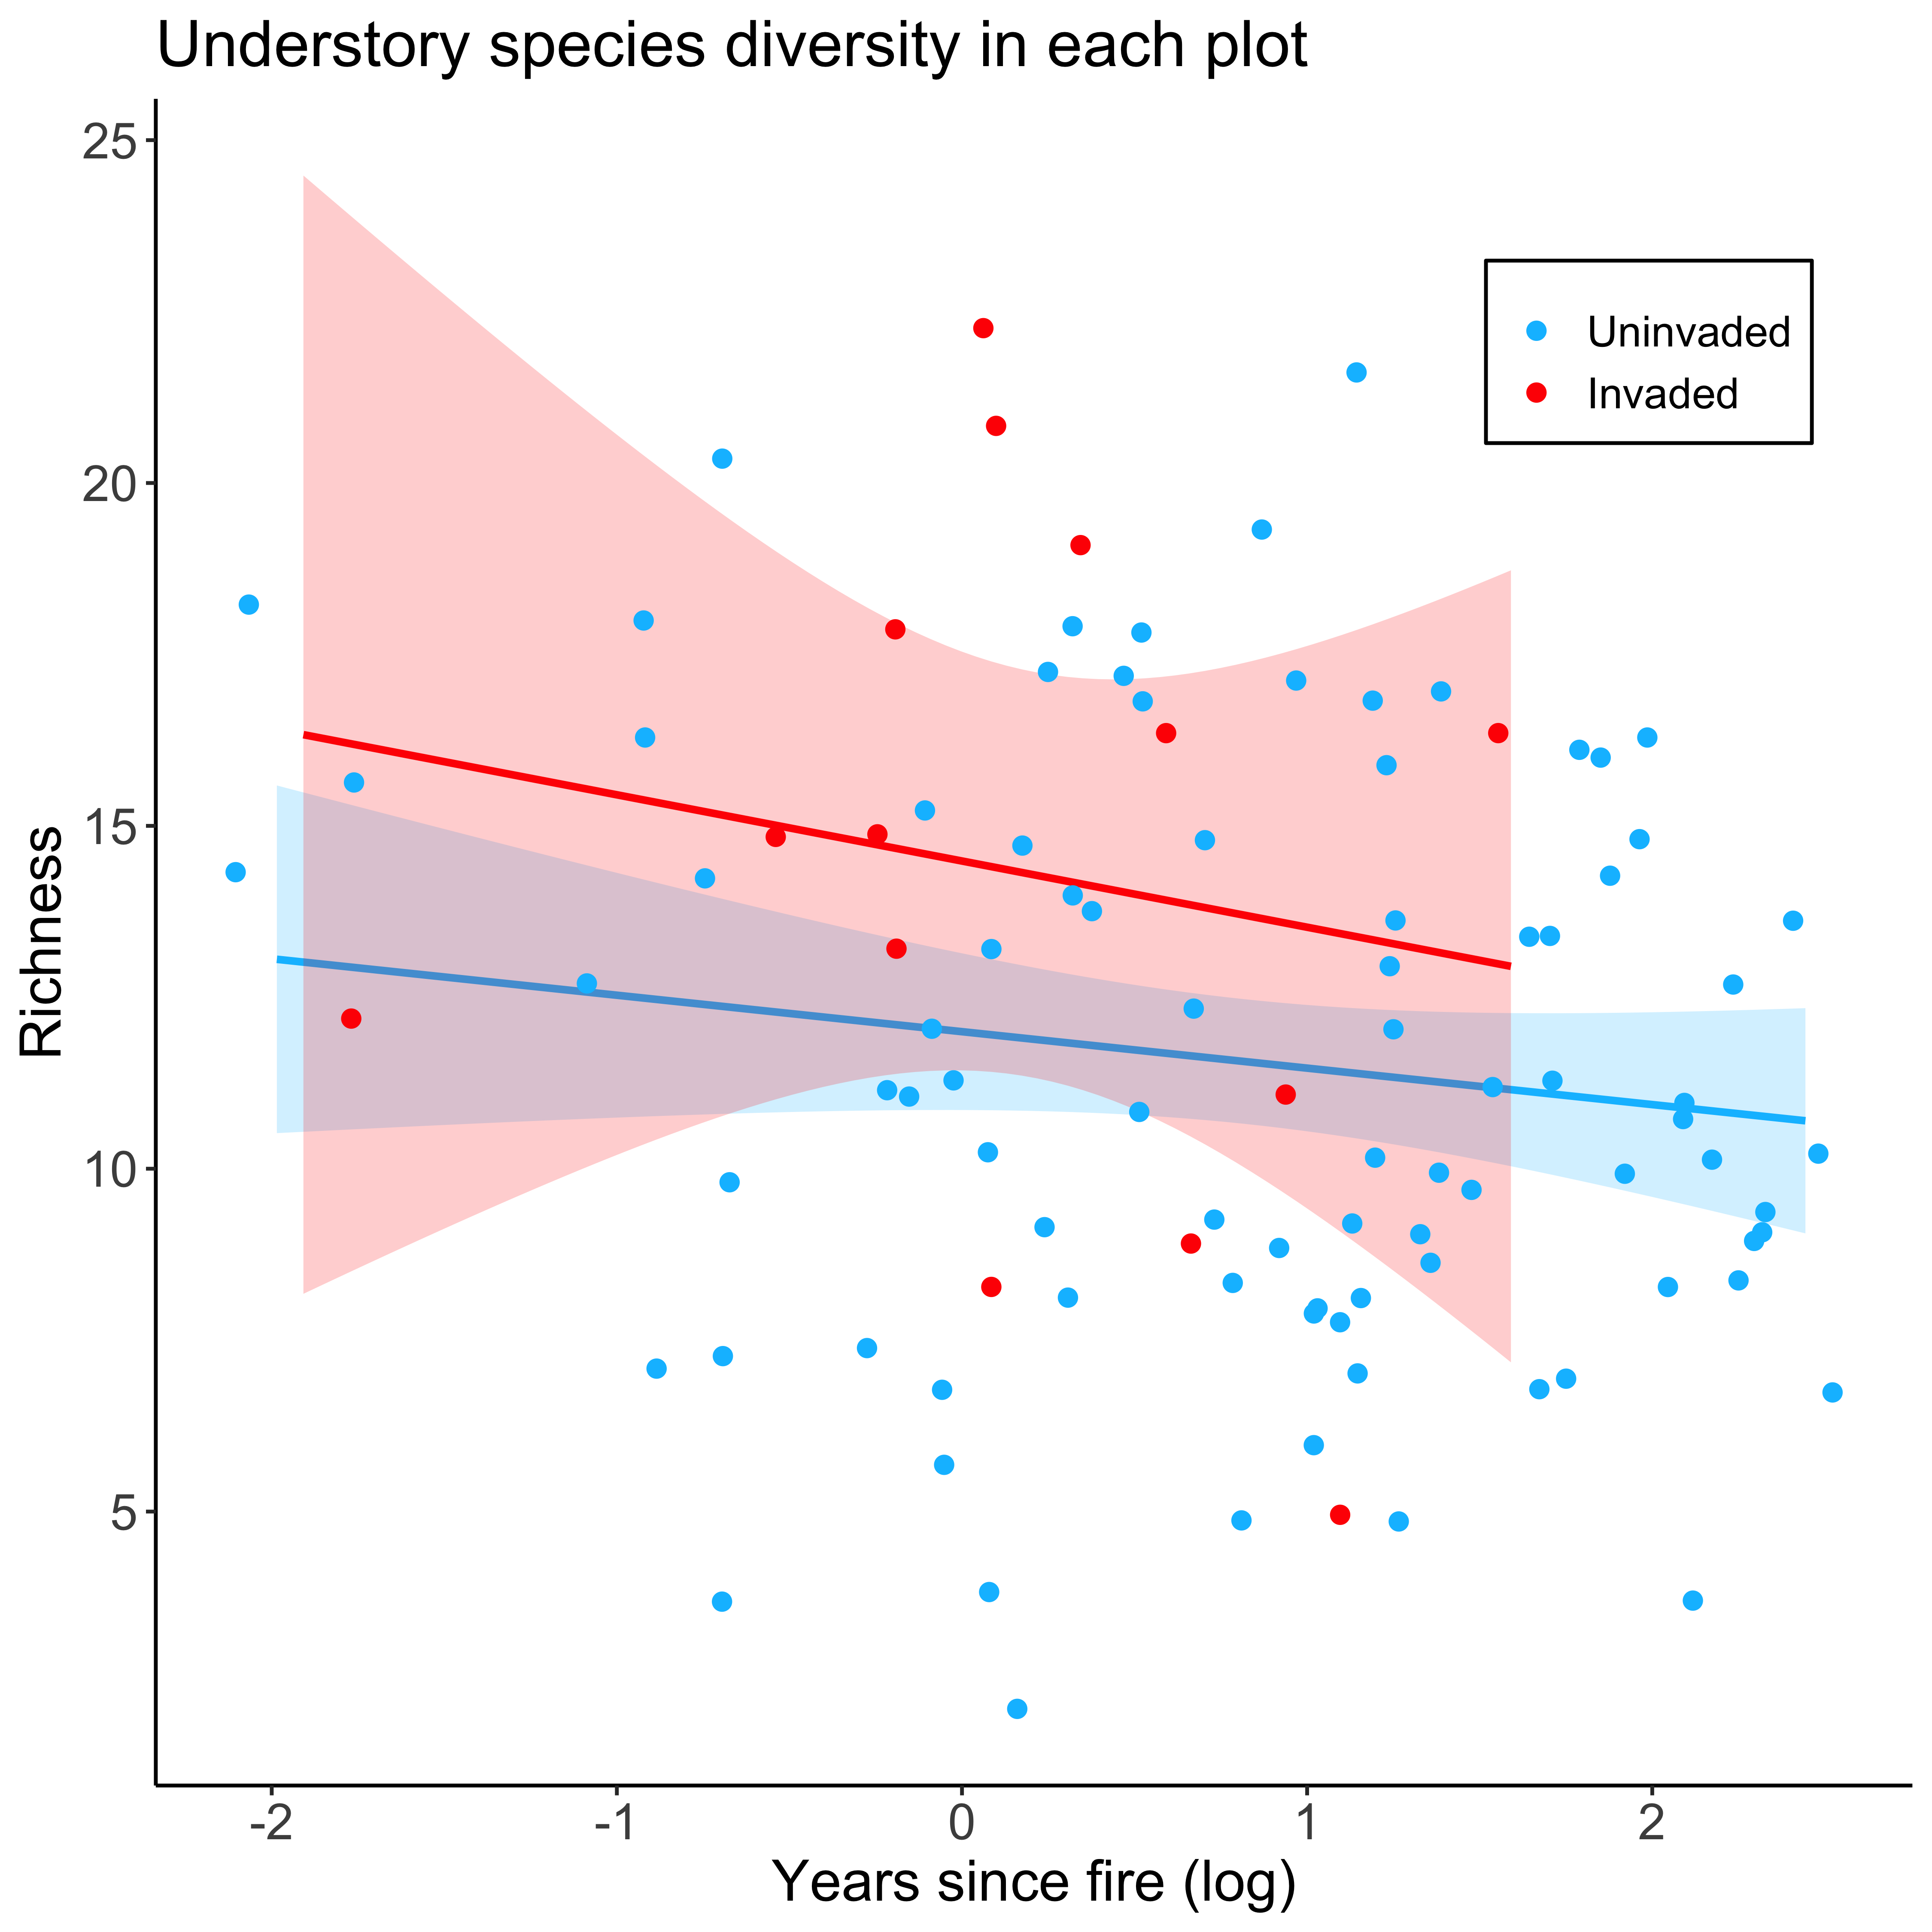 Understory species diversity in each plot
25
20
15
10
5
Richness
Uninvaded
Invaded
-2 -1 0 1 2
Years since fire (log)